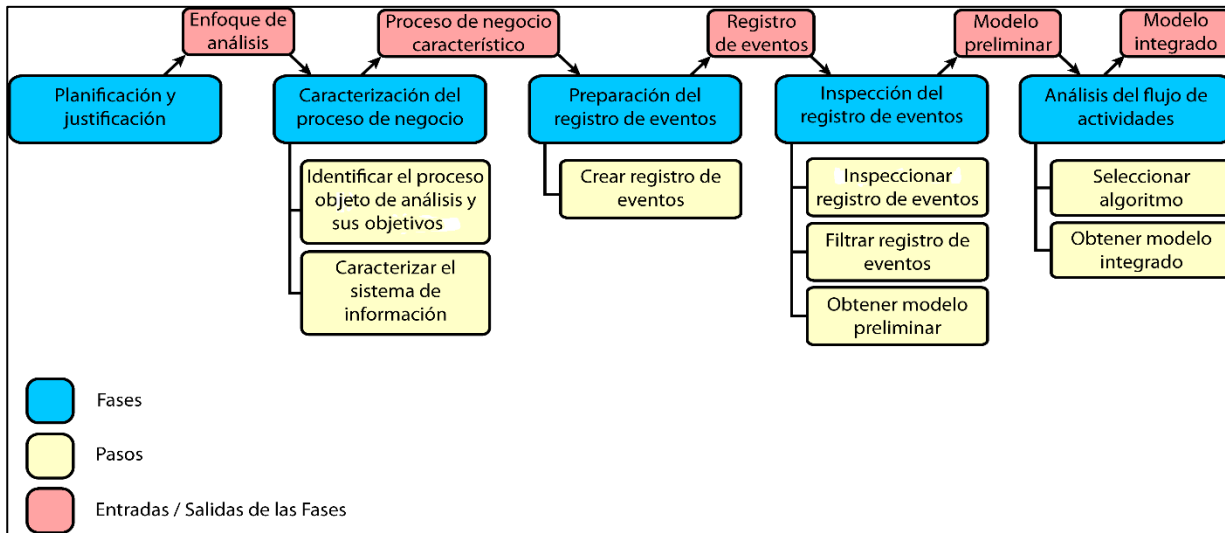 Enfoque de
análisis
Proceso de negocio
característico
Registro
de eventos
Modelo
preliminar
Modelo
integrado
Planificación y
justificación
Caracterización del
proceso de negocio
Preparación del
registro de eventos
Inspección del
registro de eventos
Análisis del flujo de
actividades
Identificar el proceso
objeto de análisis y
sus objetivos
Caracterizar el
sistema de
información
Crear registro de
eventos
Inspeccionar
registro de eventos
Filtrar registro de
eventos
Obtener modelo
preliminar
Seleccionar
algoritmo
Obtener modelo
integrado
Fases
Pasos
Entradas / Salidas de las Fases